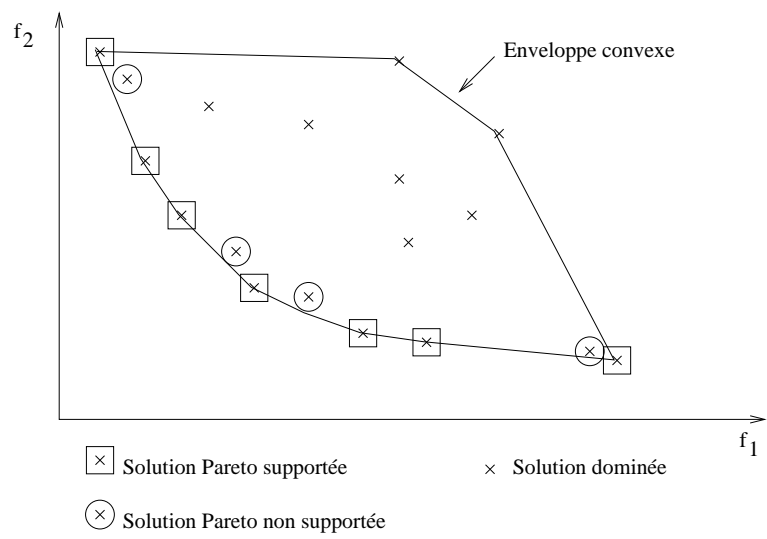 f2
Enveloppe convexe
f1
Solution Pareto supportée
Solution dominée
Solution Pareto non supportée